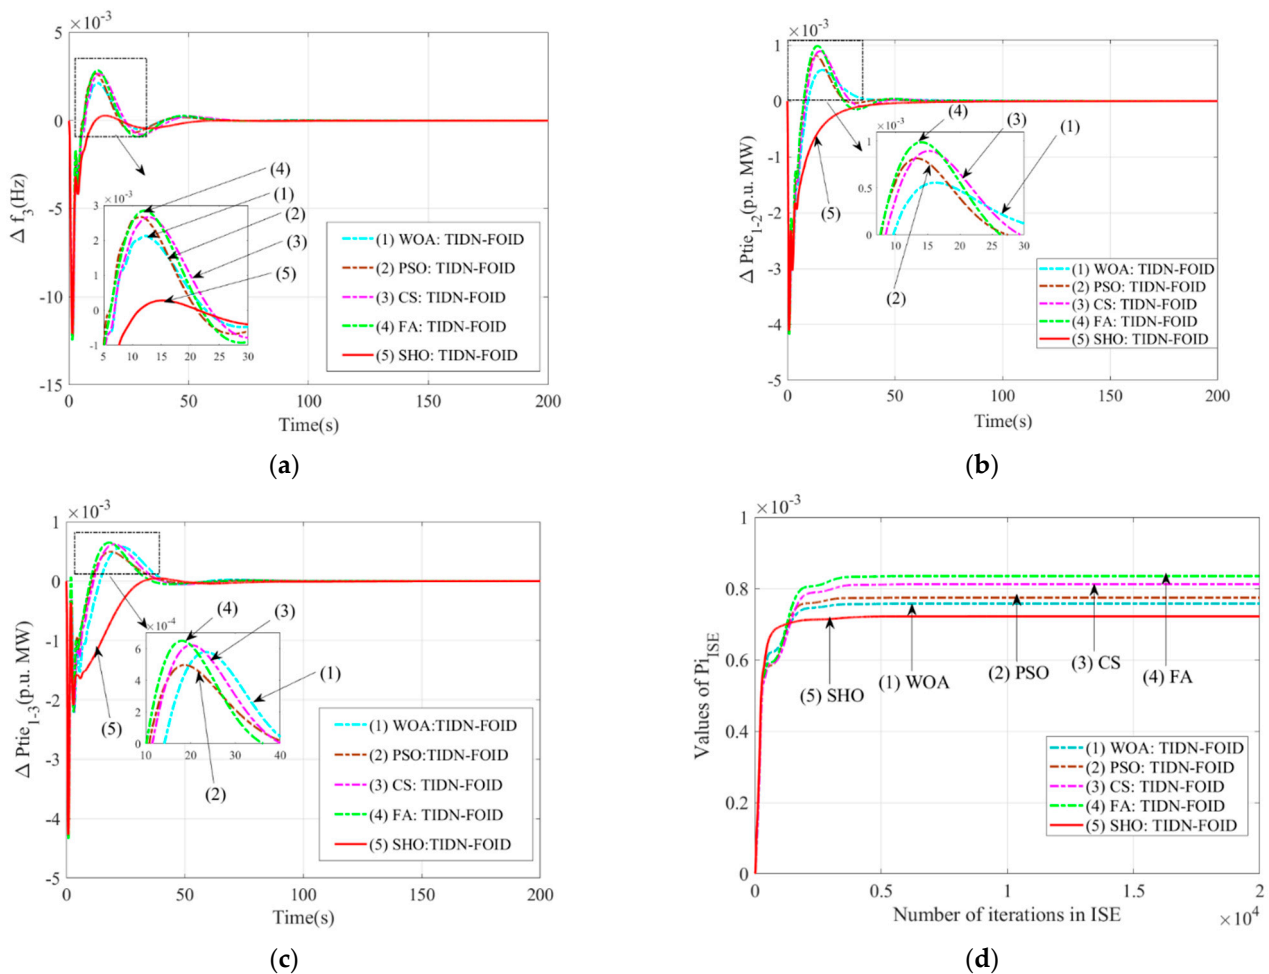 ×10⁻³
5
0
-5
-10
-15
Δ f₃(Hz)
(4)
(1)
(2)
(3)
(5)
×10⁻³
3
2
1
0
-1
5 10 15 20 25 30
(1) WOA: TIDN-FOID
(2) PSO: TIDN-FOID
(3) CS: TIDN-FOID
(4) FA: TIDN-FOID
(5) SHO: TIDN-FOID
0 50 100 150 200
Time(s)
(a)
×10⁻³
1
0
-1
-2
-3
-4
-5
Δ Ptie₁₋₂(p.u. MW)
(4)
(3)
(1)
(5)
(2)
×10⁻³
1
0.5
0
10 15 20 25 30
(1) WOA: TIDN-FOID
(2) PSO: TIDN-FOID
(3) CS: TIDN-FOID
(4) FA: TIDN-FOID
(5) SHO: TIDN-FOID
0 50 100 150 200
Time(s)
(b)
×10⁻³
1
0
-1
-2
-3
-4
-5
Δ Ptie₁₋₃(p.u. MW)
(4)
(3)
(1)
(5)
(2)
×10⁻⁴
6
4
2
0
10 20 30 40
(1) WOA:TIDN-FOID
(2) PSO:TIDN-FOID
(3) CS: TIDN-FOID
(4) FA: TIDN-FOID
(5) SHO:TIDN-FOID
0 50 100 150 200
Time(s)
(c)
×10⁻³
1
0.8
0.6
0.4
0.2
0
Values of Pi_ISE
(5) SHO
(1) WOA
(2) PSO
(3) CS
(4) FA
(1) WOA: TIDN-FOID
(2) PSO: TIDN-FOID
(3) CS: TIDN-FOID
(4) FA: TIDN-FOID
(5) SHO: TIDN-FOID
0 0.5 1 1.5 2
×10⁴
Number of iterations in ISE
(d)